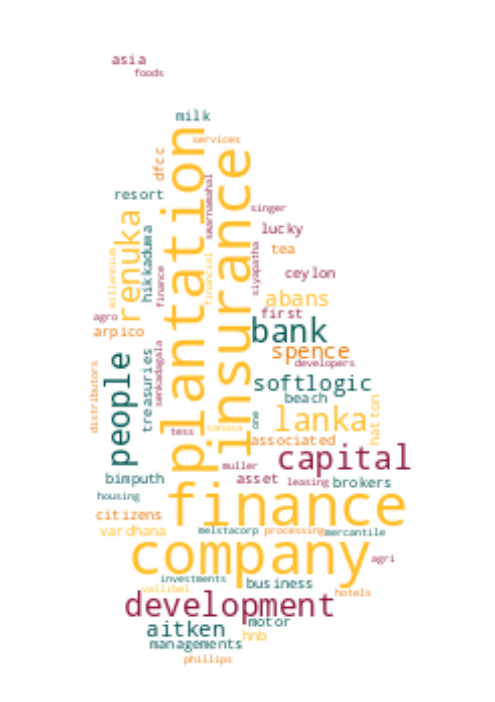 asia
foods
milk
services
plantation
insurance
dfcc
swarnamahal
resort
singer
renuka
hikkaduwa
lucky
tea
siyapatha
millennium
finance
financial
ceylon
abans
first
agro
arpico
bank
spence
developers
people
treasuries
senkadagala
distributors
softlogic
beach
lanka
hatton
one
tess
sanasa
associated
capital
muller
bimputh
asset
leasing
brokers
housing
finance
citizens
vardhana
melstacorp
processing
mercantile
company
agri
investments
business
vallibel
hotels
development
motor
aitken
hnb
managements
phillips